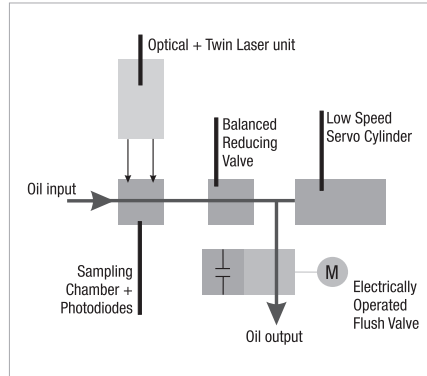 Optical + Twin Laser unit
Balanced
Reducing
Valve
Low Speed
Servo Cylinder
Oil input
Sampling
Chamber +
Photodiodes
M
Electrically
Operated
Flush Valve
Oil output